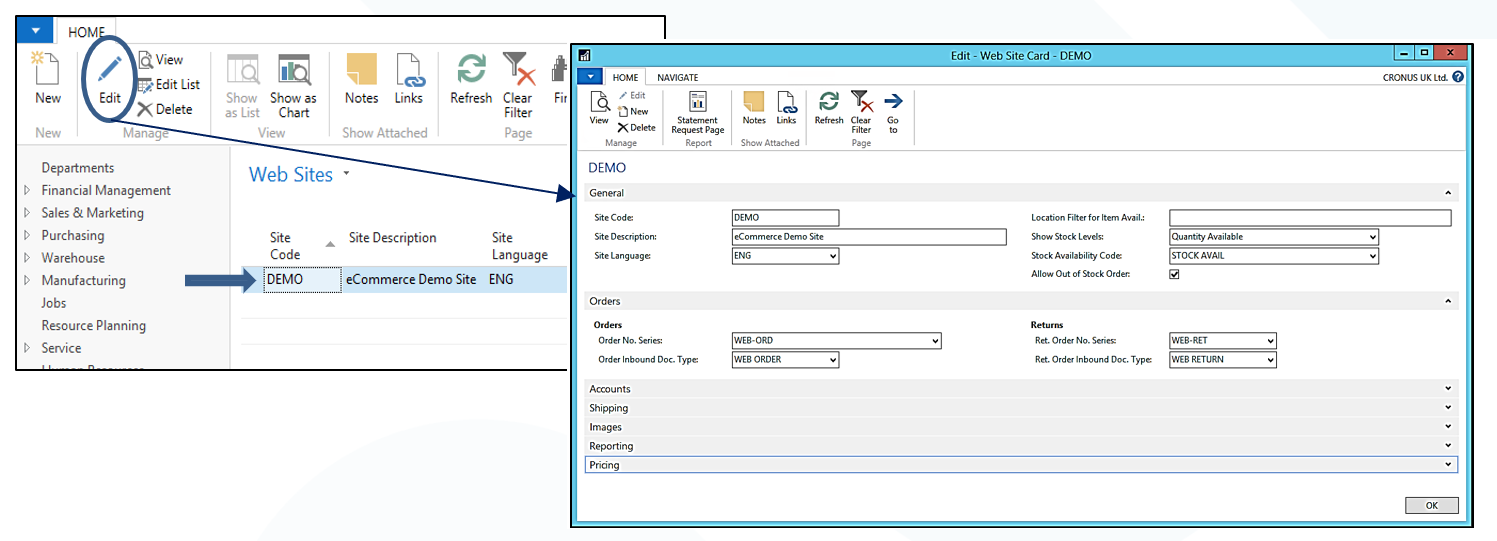 HOME
New
Edit
View
Edit List
Delete
Show as List
Show as Chart
Notes
Links
Refresh
Clear Filter
New
Manage
View
Show Attached
Page
Departments
Financial Management
Sales & Marketing
Purchasing
Warehouse
Manufacturing
Jobs
Resource Planning
Service
Web Sites
Site Code
Site Description
Site Language
DEMO
eCommerce Demo Site
ENG
Edit - Web Site Card - DEMO
HOME
NAVIGATE
CRONUS UK Ltd.
View
Edit
New
Delete
Statement Request Page
Notes
Links
Refresh
Clear Filter
Go to
Manage
Report
Show Attached
Page
DEMO
General
Site Code:
DEMO
Site Description:
eCommerce Demo Site
Site Language:
ENG
Location Filter for Item Avail.:
Show Stock Levels:
Quantity Available
Stock Availability Code:
STOCK AVAIL
Allow Out of Stock Order:
Orders
Orders
Order No. Series:
WEB-ORD
Order Inbound Doc. Type:
WEB ORDER
Returns
Ret. Order No. Series:
WEB-RET
Ret. Order Inbound Doc. Type:
WEB RETURN
Accounts
Shipping
Images
Reporting
Pricing
OK